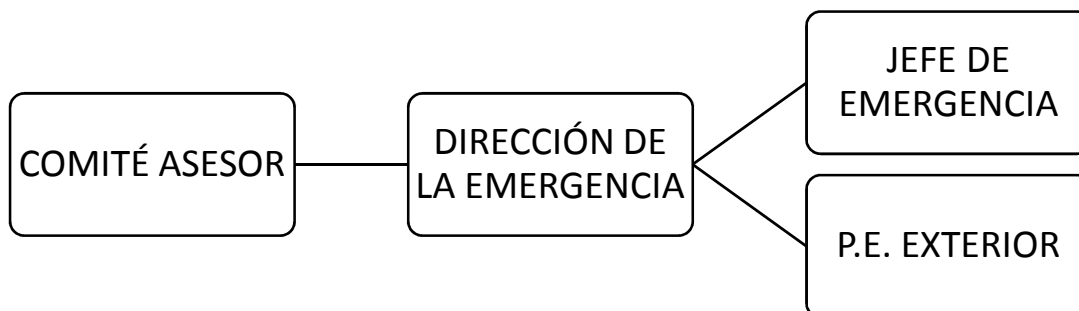 COMITÉ ASESOR
DIRECCIÓN DE
LA EMERGENCIA
JEFE DE
EMERGENCIA
P.E. EXTERIOR